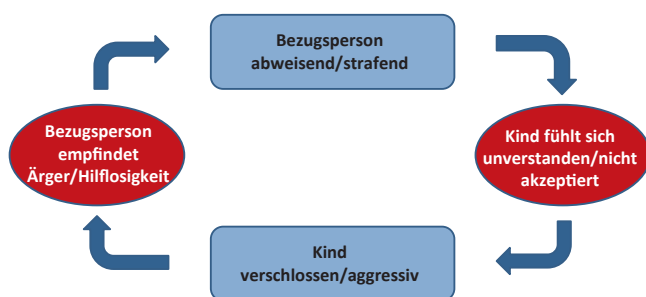 Bezugsperson
abweisend/strafend
Bezugsperson
empfindet
Ärger/Hilflosigkeit
Kind fühlt sich
unverstanden/nicht
akzeptiert
Kind
verschlossen/aggressiv